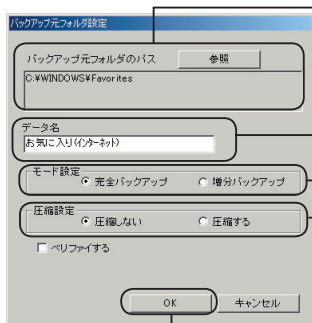 バックアップ元フォルダ設定
バックアップ元フォルダのパス 参照
C:¥WINDOWS¥Favorites
データ名
お気に入り(インターネット)
モード設定
完全バックアップ 増分バックアップ
圧縮設定
圧縮しない 圧縮する
ベリファイする
OK キャンセル